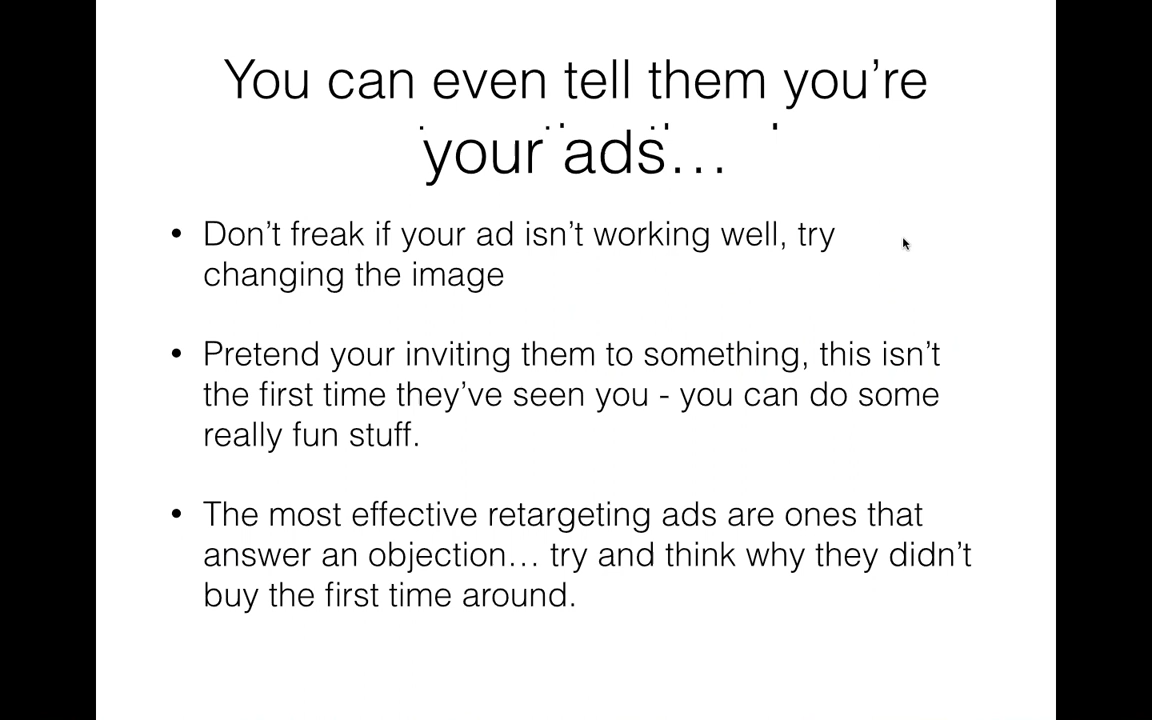 You can even tell them you’re
your ads…
• Don’t freak if your ad isn’t working well, try
changing the image
• Pretend your inviting them to something, this isn’t
the first time they’ve seen you - you can do some
really fun stuff.
• The most effective retargeting ads are ones that
answer an objection… try and think why they didn’t
buy the first time around.